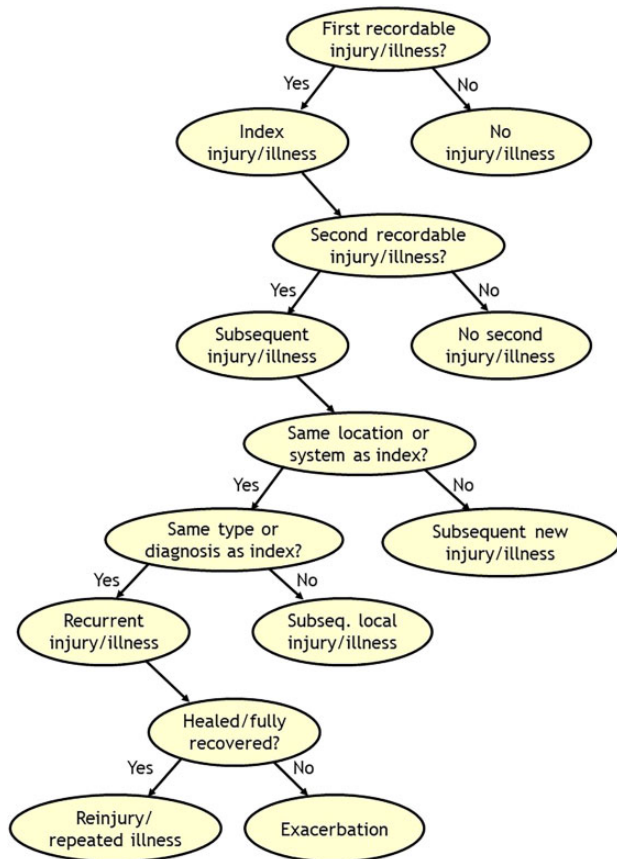 First recordable
injury/illness?
Yes
No
Index
injury/illness
No
injury/illness
Second recordable
injury/illness?
Yes
No
Subsequent
injury/illness
No second
injury/illness
Same location or
system as index?
Yes
No
Same type or
diagnosis as index?
Subsequent new
injury/illness
Yes
No
Recurrent
injury/illness
Subseq. local
injury/illness
Healed/fully
recovered?
Yes
No
Reinjury/
repeated illness
Exacerbation